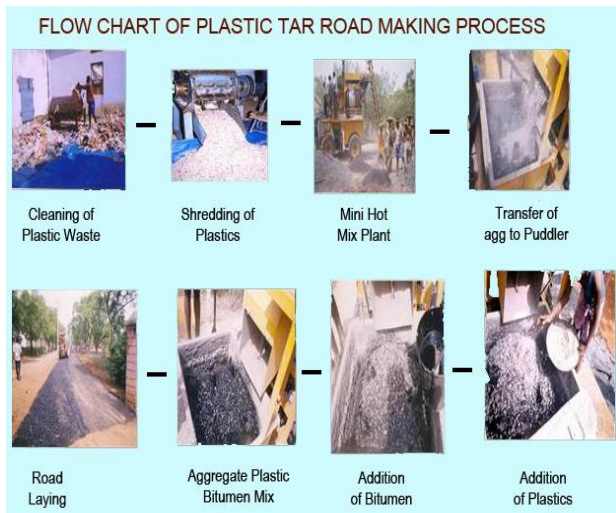 FLOW CHART OF PLASTIC TAR ROAD MAKING PROCESS
Cleaning of
Plastic Waste
Shredding of
Plastics
Mini Hot
Mix Plant
Transfer of
agg to Puddler
Road
Laying
Aggregate Plastic
Bitumen Mix
Addition
of Bitumen
Addition
of Plastics